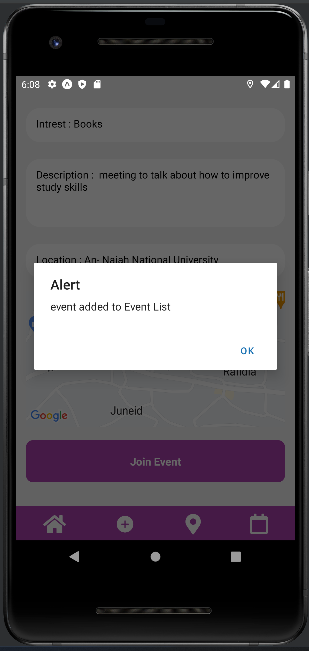 6:08
Intrest : Books
Description : meeting to talk about how to improve
study skills
Location : An- Najah National University
Alert
event added to Event List
OK
Rafidia
Google
Juneid
Join Event